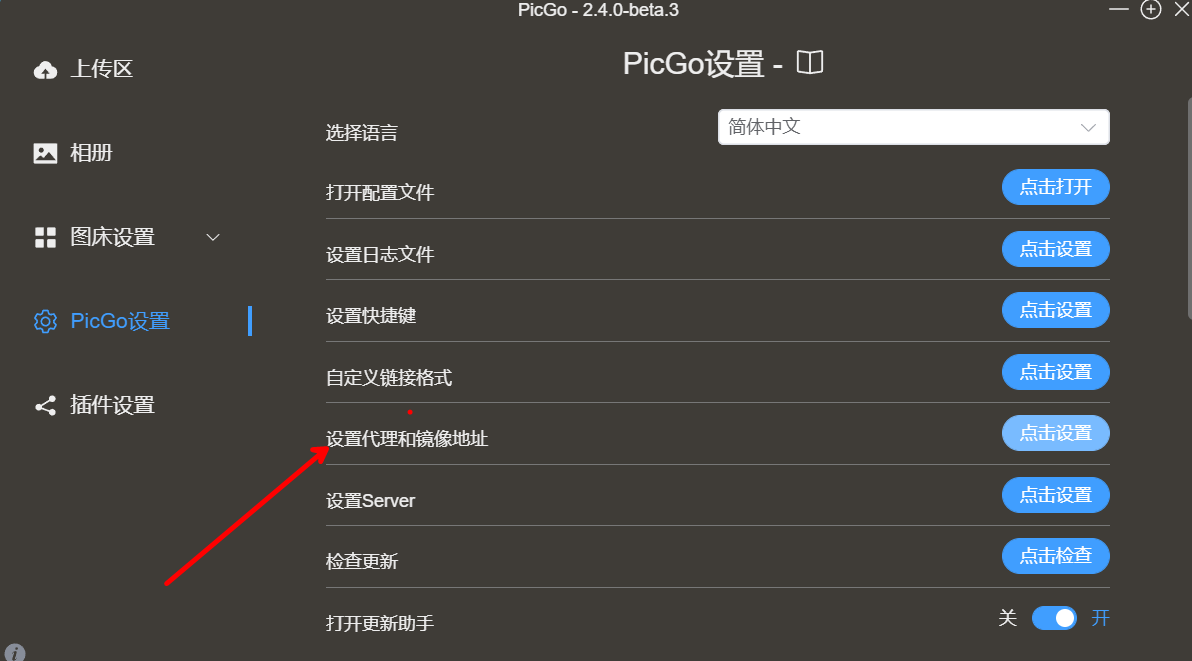 PicGo - 2.4.0-beta.3
上传区
相册
图床设置
PicGo设置
插件设置
PicGo设置 -
选择语言
简体中文
打开配置文件
点击打开
设置日志文件
点击设置
设置快捷键
点击设置
自定义链接格式
点击设置
设置代理和镜像地址
点击设置
设置Server
点击设置
检查更新
点击检查
打开更新助手
关 开